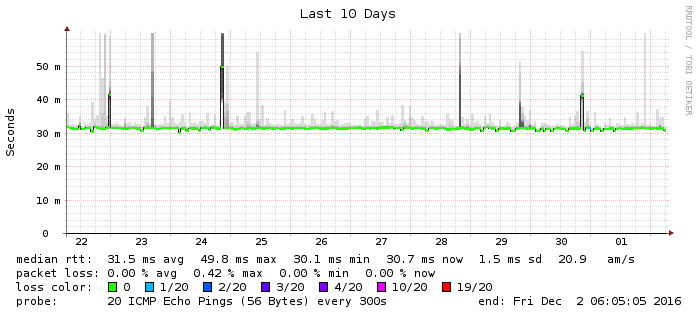 Last 10 Days
RRDTOOL / TOBI OETIKER
Seconds
50 m
40 m
30 m
20 m
10 m
0
22 23 24 25 26 27 28 29 30 01
median rtt: 31.5 ms avg 49.8 ms max 30.1 ms min 30.7 ms now 1.5 ms sd 20.9 am/s
packet loss: 0.00 % avg 0.42 % max 0.00 % min 0.00 % now
loss color: 0 1/20 2/20 3/20 4/20 10/20 19/20
probe: 20 ICMP Echo Pings (56 Bytes) every 300s end: Fri Dec 2 06:05:05 2016